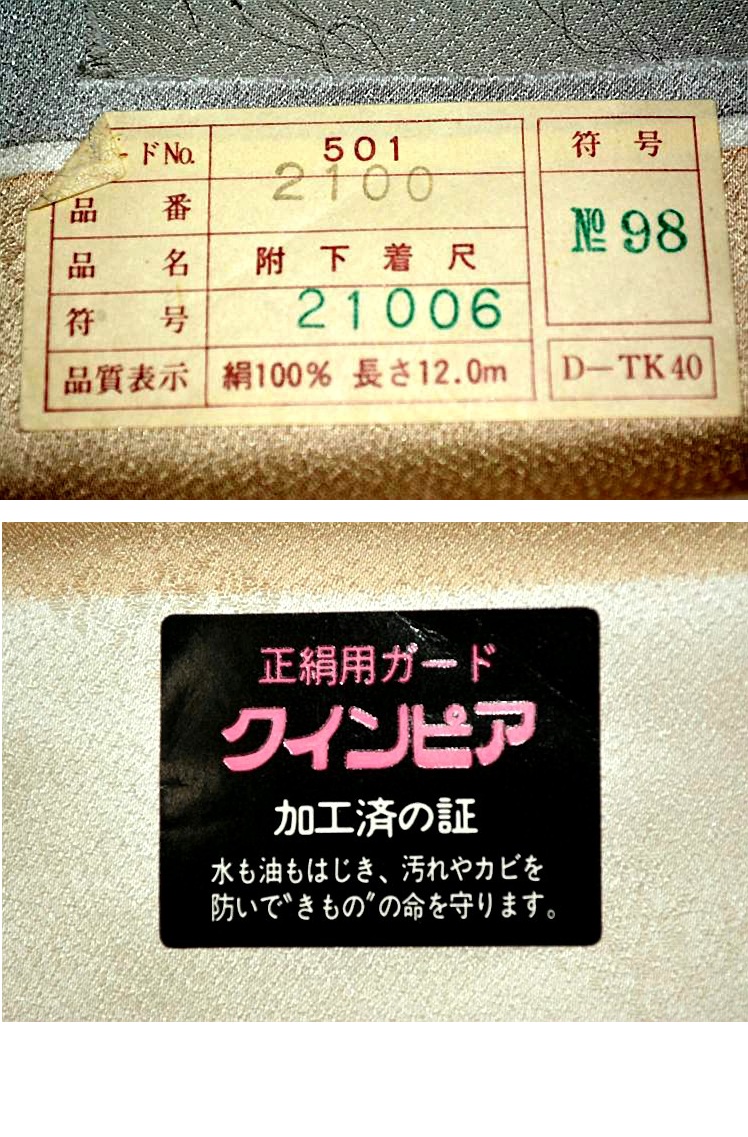 ードNo. 501
品番 2100
品名 附下着尺
符号 21006
品質表示 絹100% 長さ12.0m
符号
№ 98
D-TK40
正絹用ガード
クインピア
加工済の証
水も油もはじき、汚れやカビを
防いで〝きもの〟の命を守ります。